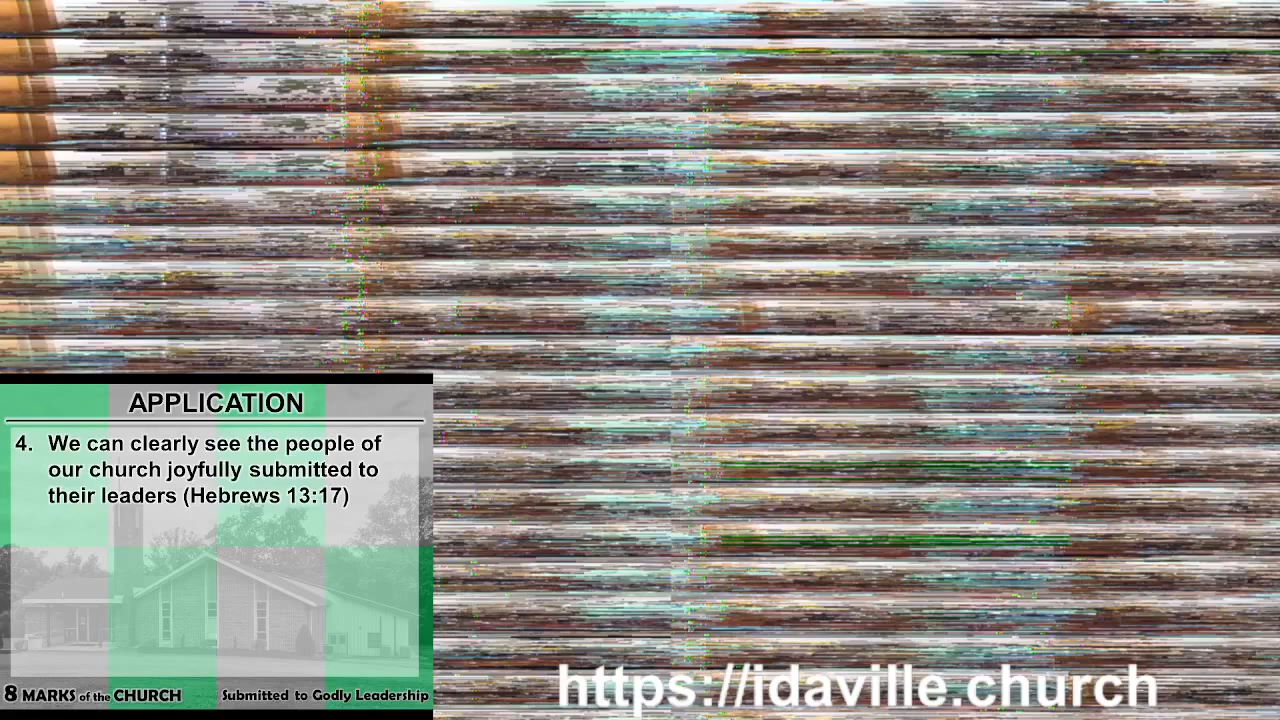 APPLICATION
4. We can clearly see the people of
our church joyfully submitted to
their leaders (Hebrews 13:17)
8 MARKS of the CHURCH Submitted to Godly Leadership
https://idaville.church